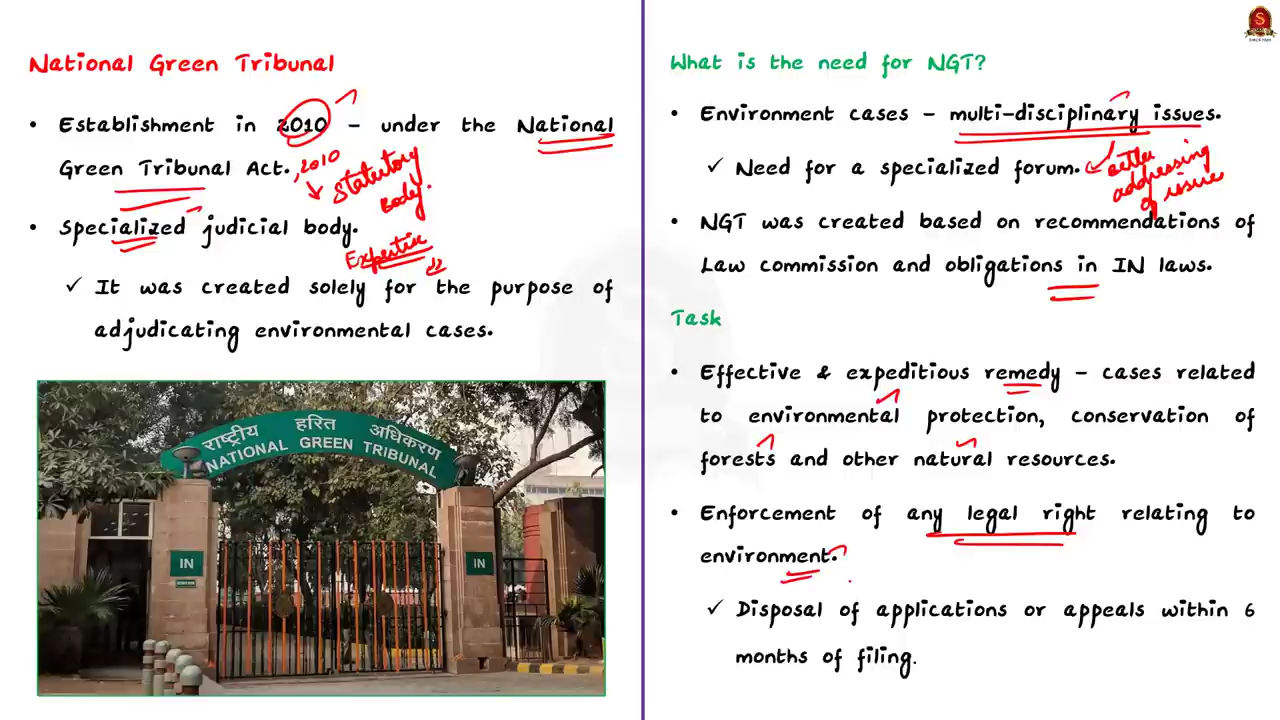 National Green Tribunal
• Establishment in 2010 – under the National
Green Tribunal Act.
, 2010
Statutory
Body.
• Specialized judicial body.
Expertise
✓ It was created solely for the purpose of
adjudicating environmental cases.
राष्ट्रीय हरित अधिकरण
NATIONAL GREEN TRIBUNAL
IN
IN
What is the need for NGT?
• Environment cases – multi-disciplinary issues.
✓ Need for a specialized forum.
better
addressing
of issue
• NGT was created based on recommendations of
Law commission and obligations in IN laws.
Task
• Effective & expeditious remedy – cases related
to environmental protection, conservation of
forests and other natural resources.
• Enforcement of any legal right relating to
environment.
✓ Disposal of applications or appeals within 6
months of filing.